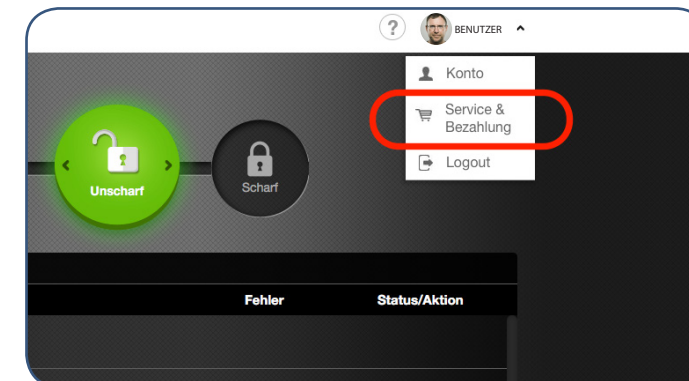 ?
BENUTZER
Konto
Service &
Bezahlung
Logout
Unscharf
Scharf
Fehler
Status/Aktion